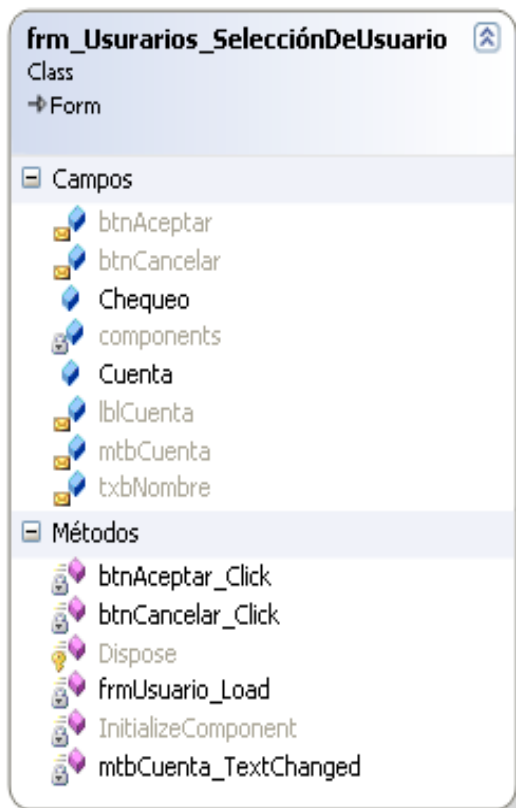 frm_Usurarios_SelecciónDeUsuario
Class
Form
Campos
btnAceptar
btnCancelar
Chequeo
components
Cuenta
lblCuenta
mtbCuenta
txbNombre
Métodos
btnAceptar_Click
btnCancelar_Click
Dispose
frmUsuario_Load
InitializeComponent
mtbCuenta_TextChanged